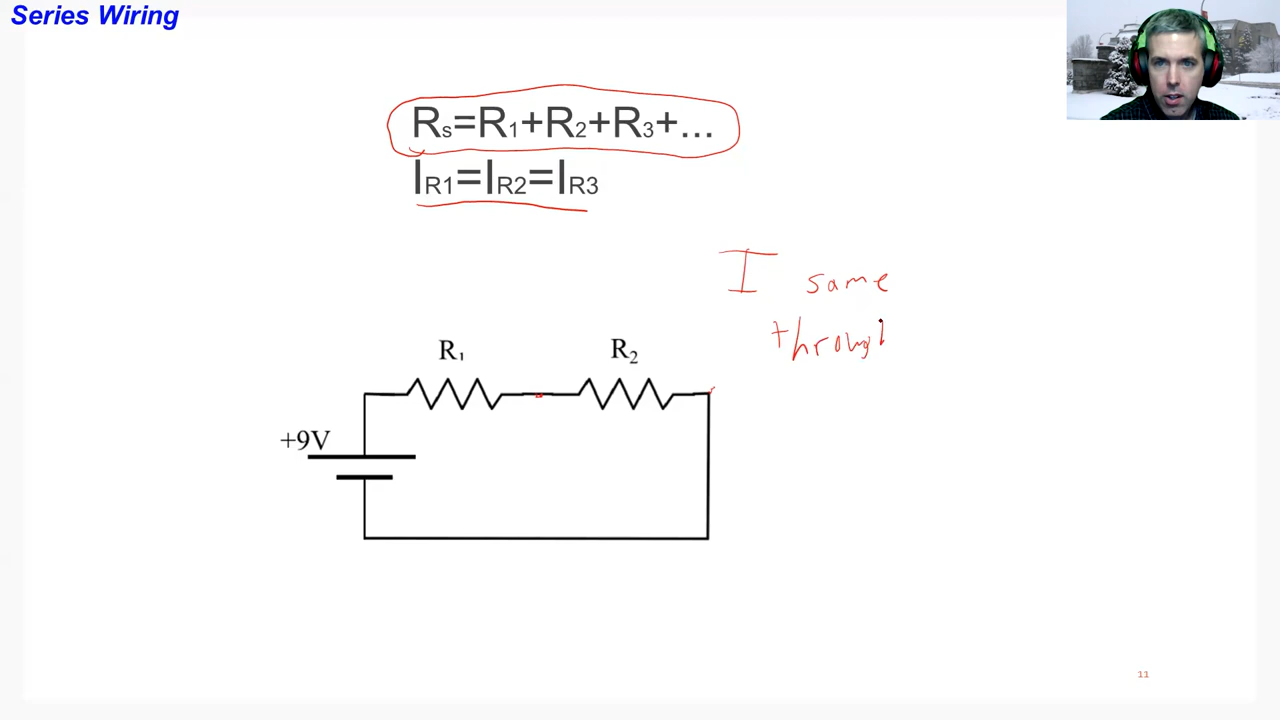 Series Wiring
Rs=R1+R2+R3+...
IR1=IR2=IR3
I same
through
R1
R2
+9V
11